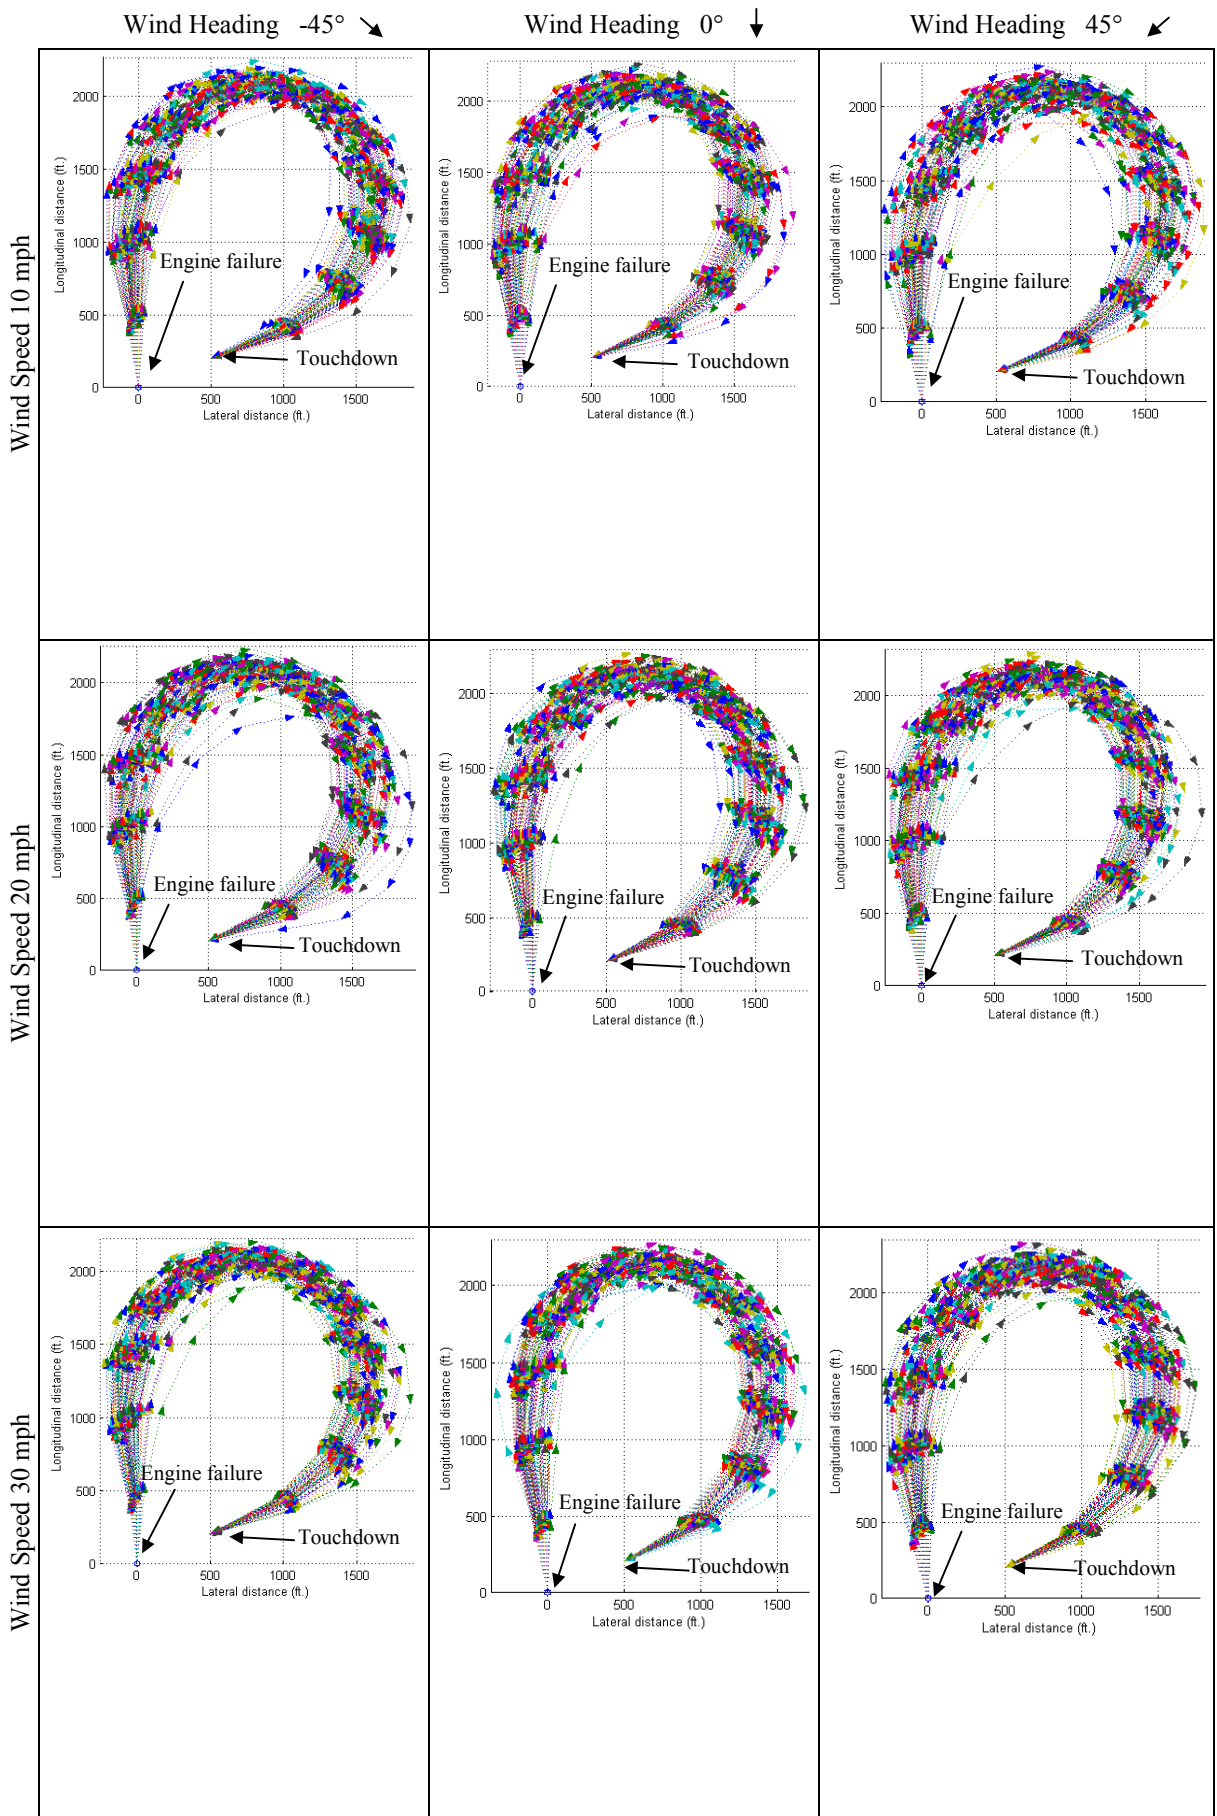 Wind Heading -45°
Wind Heading 0°
Wind Heading 45°
Wind Speed 10 mph
Longitudinal distance (ft.)
2000
1500
1000
500
0
Engine failure
Touchdown
0 500 1000 1500
Lateral distance (ft.)
Longitudinal distance (ft.)
2000
1500
1000
500
0
Engine failure
Touchdown
0 500 1000 1500
Lateral distance (ft.)
Longitudinal distance (ft.)
2000
1500
1000
500
0
Engine failure
Touchdown
0 500 1000 1500
Lateral distance (ft.)
Wind Speed 20 mph
Longitudinal distance (ft.)
2000
1500
1000
500
0
Engine failure
Touchdown
0 500 1000 1500
Lateral distance (ft.)
Longitudinal distance (ft.)
2000
1500
1000
500
0
Engine failure
Touchdown
0 500 1000 1500
Lateral distance (ft.)
Longitudinal distance (ft.)
2000
1500
1000
500
0
Engine failure
Touchdown
0 500 1000 1500
Lateral distance (ft.)
Wind Speed 30 mph
Longitudinal distance (ft.)
2000
1500
1000
500
0
Engine failure
Touchdown
0 500 1000 1500
Lateral distance (ft.)
Longitudinal distance (ft.)
2000
1500
1000
500
0
Engine failure
Touchdown
0 500 1000 1500
Lateral distance (ft.)
Longitudinal distance (ft.)
2000
1500
1000
500
0
Engine failure
Touchdown
0 500 1000 1500
Lateral distance (ft.)